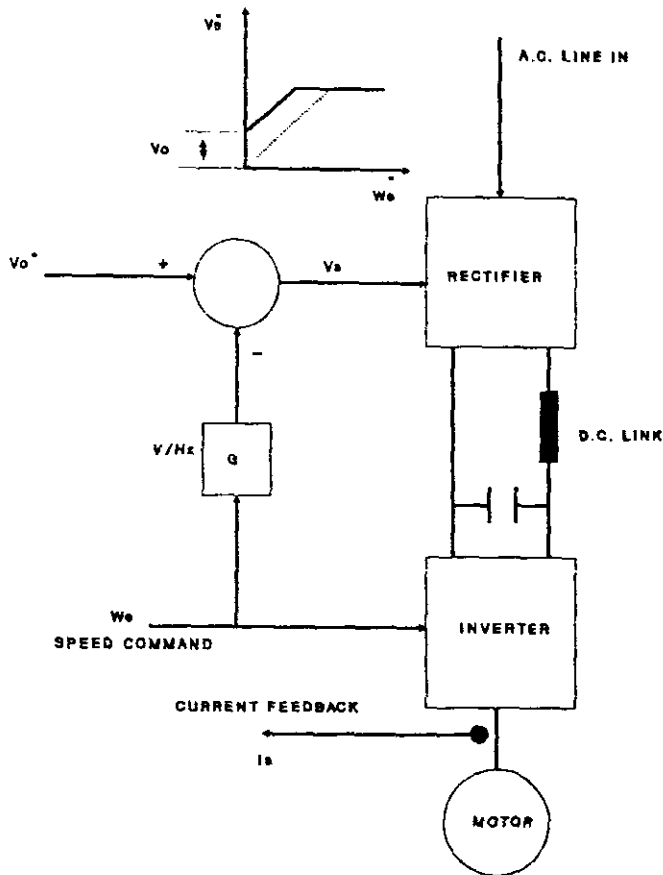 Vs*
A.C. LINE IN
Vo
We*
Vo*
+
Vs
RECTIFIER
−
V/Hz
G
D.C. LINK
We
SPEED COMMAND
INVERTER
CURRENT FEEDBACK
Is
MOTOR